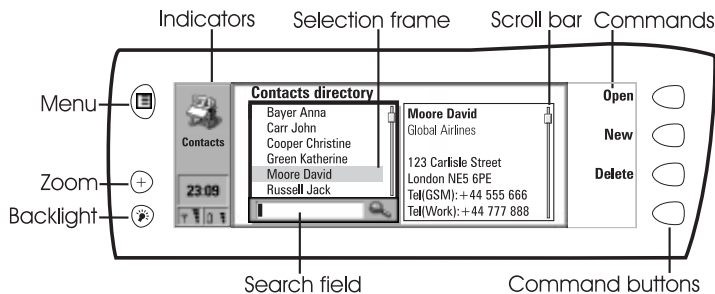 Indicators
Selection frame
Scroll bar
Commands
Menu
Zoom
Backlight
Contacts
23:09
Contacts directory
Bayer Anna
Carr John
Cooper Christine
Green Katherine
Moore David
Russell Jack
Moore David
Global Airlines
123 Carlisle Street
London NE5 6PE
Tel(GSM):+44 555 666
Tel(Work):+44 777 888
Open
New
Delete
Search field
Command buttons